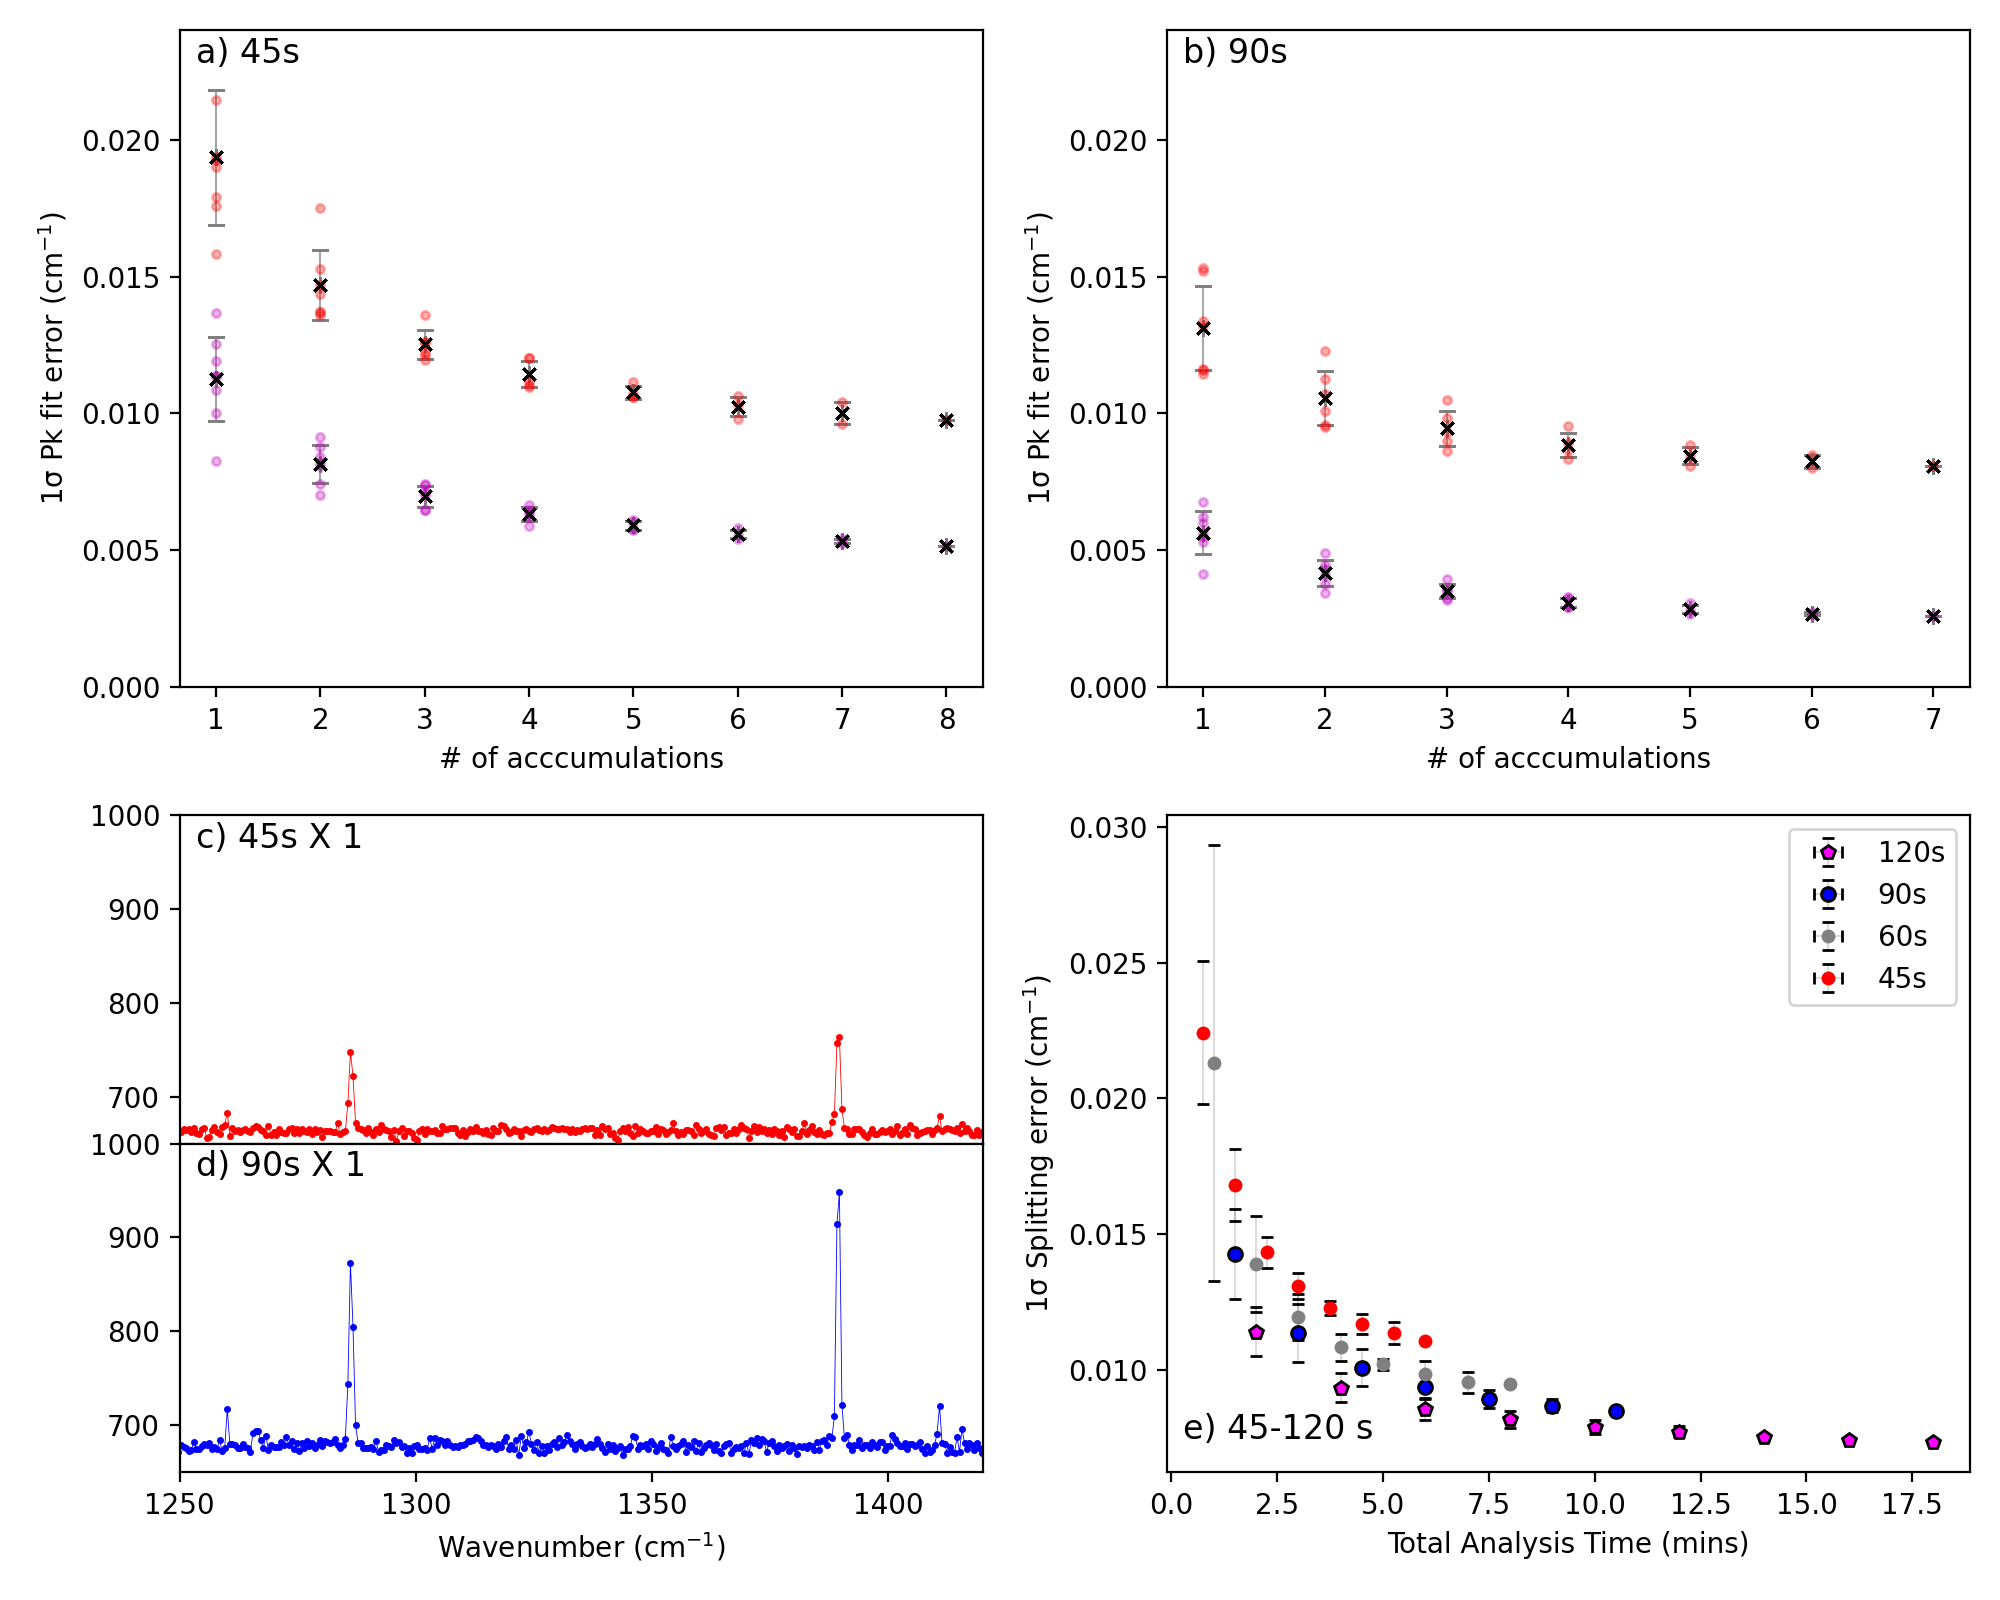 a) 45s
0.020
0.015
0.010
0.005
0.000
1σ Pk fit error (cm⁻¹)
1 2 3 4 5 6 7 8
# of acccumulations
b) 90s
0.020
0.015
0.010
0.005
0.000
1σ Pk fit error (cm⁻¹)
1 2 3 4 5 6 7
# of acccumulations
c) 45s X 1
1000
900
800
700
d) 90s X 1
1000
900
800
700
1250 1300 1350 1400
Wavenumber (cm⁻¹)
0.030
0.025
0.020
0.015
0.010
1σ Splitting error (cm⁻¹)
120s
90s
60s
45s
e) 45-120 s
0.0 2.5 5.0 7.5 10.0 12.5 15.0 17.5
Total Analysis Time (mins)